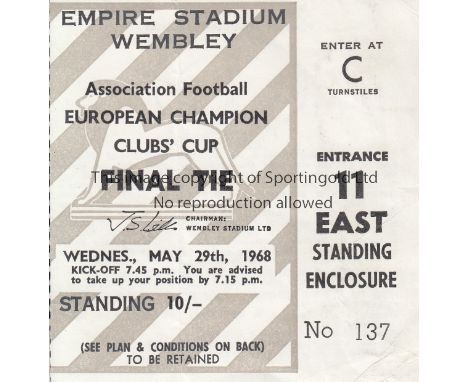 EMPIRE STADIUM
WEMBLEY
Association Football
EUROPEAN CHAMPION
CLUBS' CUP
FINAL TIE
CHAIRMAN:
WEMBLEY STADIUM LTD
WEDNES., MAY 29th, 1968
KICK-OFF 7.45 p.m. You are advised
to take up your position by 7.15 p.m.
STANDING 10/-
(SEE PLAN & CONDITIONS ON BACK)
TO BE RETAINED
ENTER AT
C
TURNSTILES
ENTRANCE
11
EAST
STANDING
ENCLOSURE
No 137
This image copyright of Sportingold Ltd
No reproduction allowed